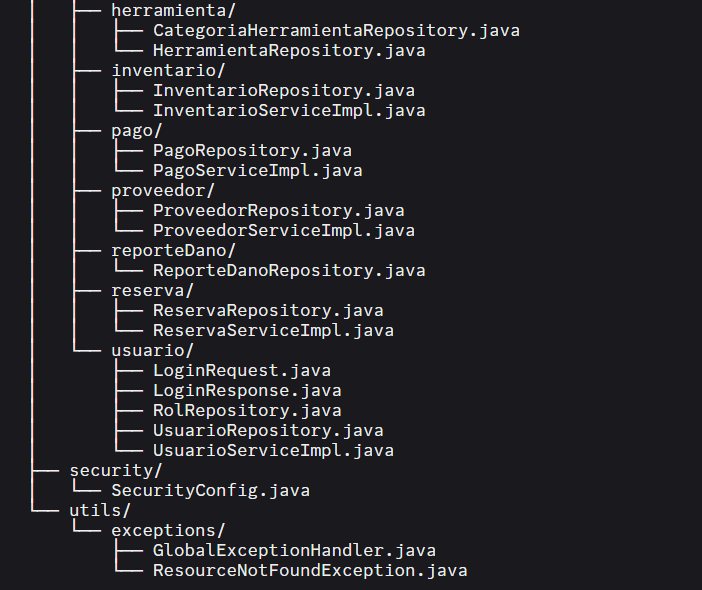 herramienta/
CategoriaHerramientaRepository.java
HerramientaRepository.java
inventario/
InventarioRepository.java
InventarioServiceImpl.java
pago/
PagoRepository.java
PagoServiceImpl.java
proveedor/
ProveedorRepository.java
ProveedorServiceImpl.java
reporteDano/
ReporteDanoRepository.java
reserva/
ReservaRepository.java
ReservaServiceImpl.java
usuario/
LoginRequest.java
LoginResponse.java
RolRepository.java
UsuarioRepository.java
UsuarioServiceImpl.java
security/
SecurityConfig.java
utils/
exceptions/
GlobalExceptionHandler.java
ResourceNotFoundException.java